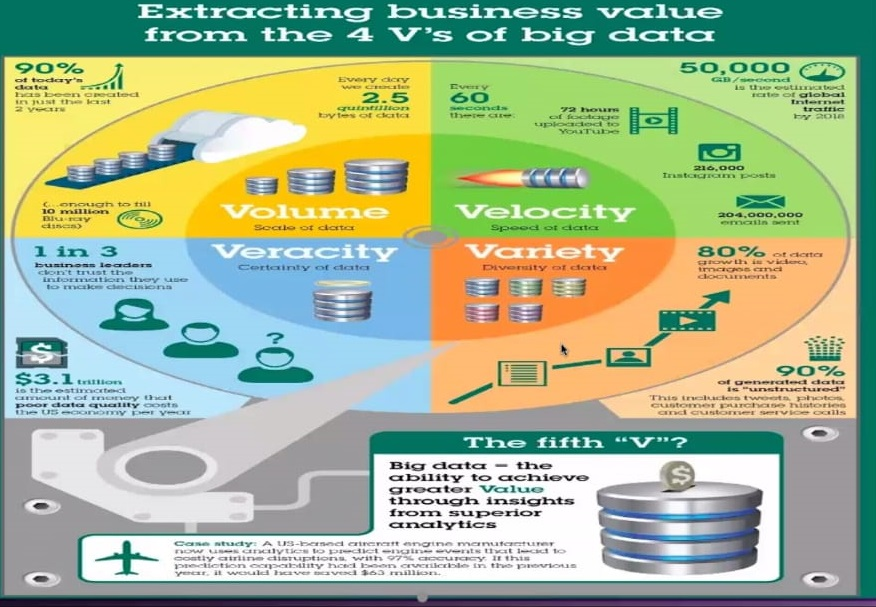 Extracting business value
from the 4 V's of big data
90%
of today's
data
has been created
in just the last
2 years
Every day
we create
2.5
quintillion
bytes of data
(...enough to fill
10 million
Blu-ray
discs)
Volume
Scale of data
Every
60
seconds
there are:
72 hours
of footage
uploaded to
YouTube
50,000
GB/second
is the estimated
rate of global
Internet
traffic
by 2018
216,000
Instagram posts
204,000,000
emails sent
Velocity
Speed of data
1 in 3
business leaders
don't trust the
information they use
to make decisions
Veracity
Certainty of data
?
$
$3.1 trillion
is the estimated
amount of money that
poor data quality costs
the US economy per year
Variety
Diversity of data
80% of data
growth is video,
images and
documents
90%
of generated data
is "unstructured"
This includes tweets, photos,
customer purchase histories
and customer service calls
The fifth "V"?
Big data = the
ability to achieve
greater Value
through insights
from superior
analytics
$
Case study: A US-based aircraft engine manufacturer
now uses analytics to predict engine events that lead to
costly airline disruptions, with 97% accuracy. If this
prediction capability had been available in the previous
year, it would have saved $63 million.